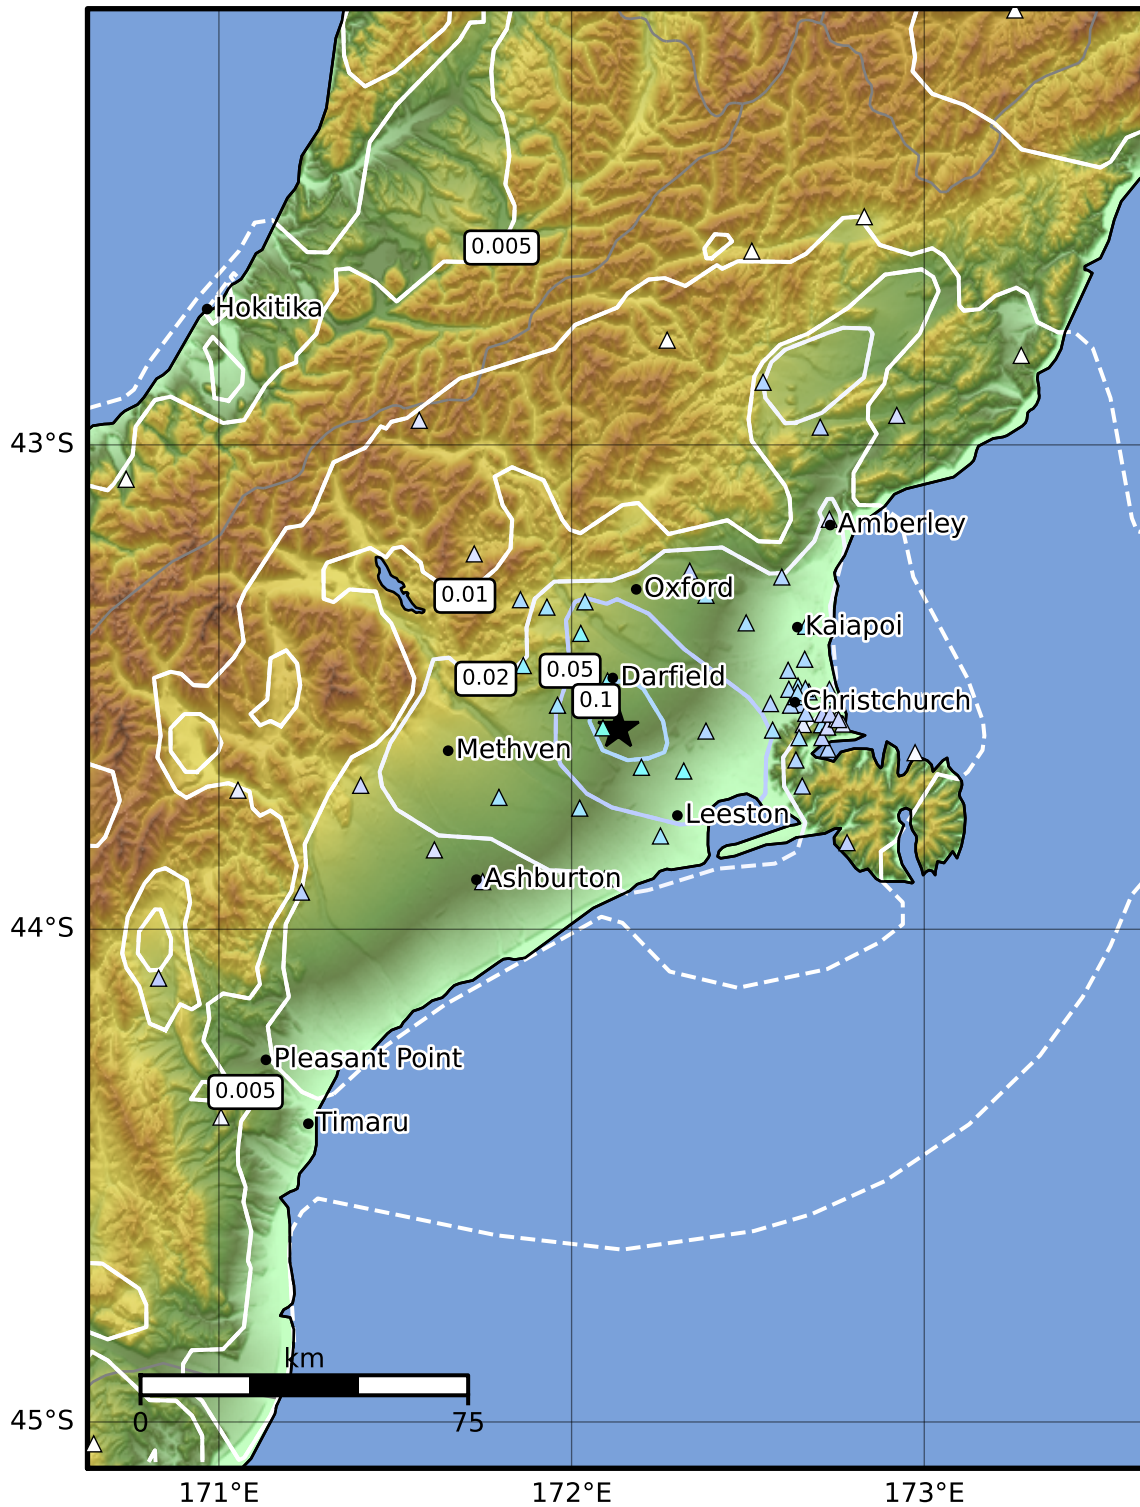 0.005
Hokitika
43°S
Amberley
Oxford
0.01
Kaiapoi
0.05
0.02
Darfield
0.1
Christchurch
Methven
Leeston
Ashburton
44°S
Pleasant Point
0.005
Timaru
km
0
75
45°S
171°E
172°E
173°E